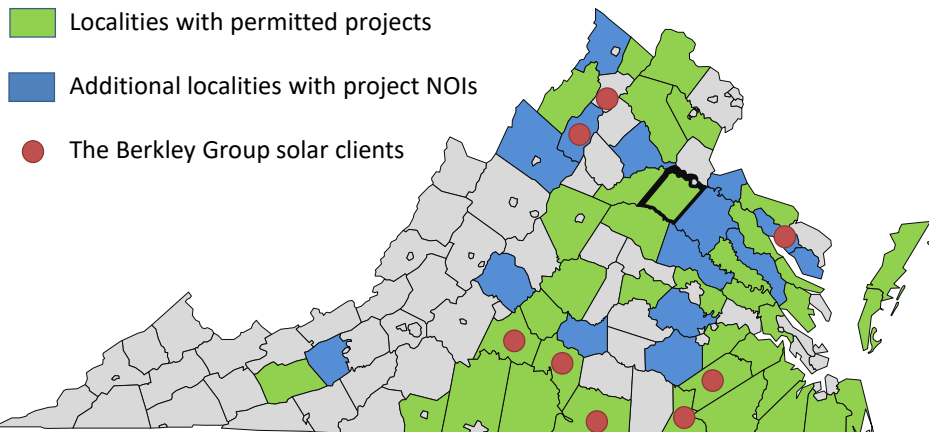 Localities with permitted projects
Additional localities with project NOIs
The Berkley Group solar clients